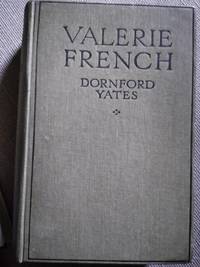 VALERIE
FRENCH
DORNFORD
YATES